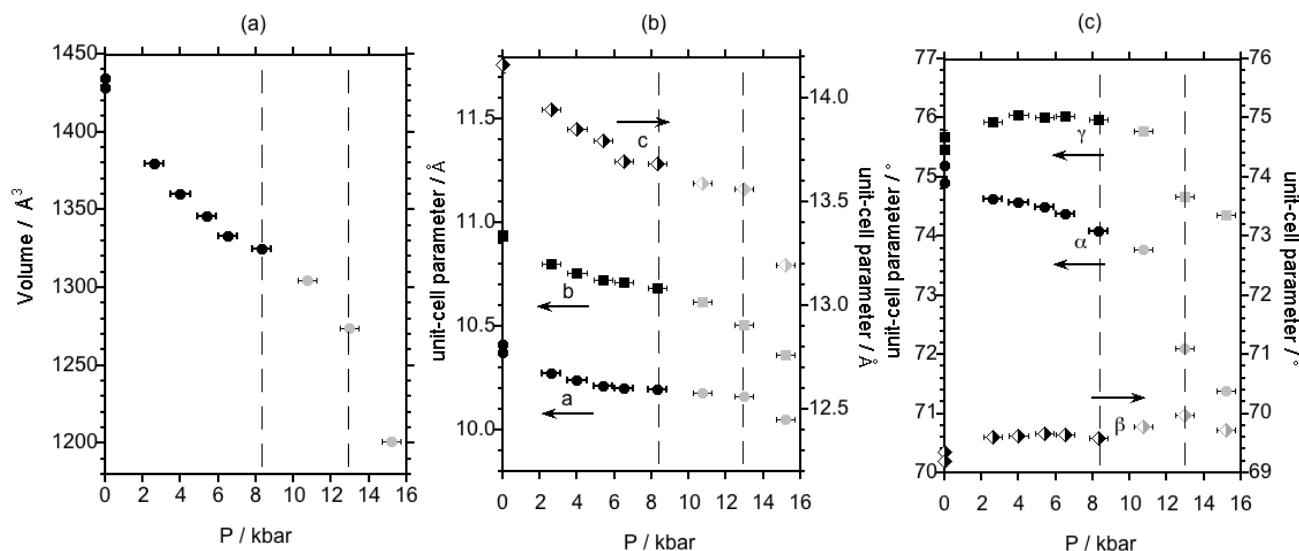 (a)
Volume / Å³
1450
1400
1350
1300
1250
1200
0 2 4 6 8 10 12 14 16
P / kbar
(b)
unit-cell parameter / Å
11.5
11.0
10.5
10.0
c
b
a
14.0
13.5
13.0
12.5
unit-cell parameter / Å
0 2 4 6 8 10 12 14 16
P / kbar
(c)
unit-cell parameter / °
77
76
75
74
73
72
71
70
γ
α
β
76
75
74
73
72
71
70
69
unit-cell parameter / °
0 2 4 6 8 10 12 14 16
P / kbar